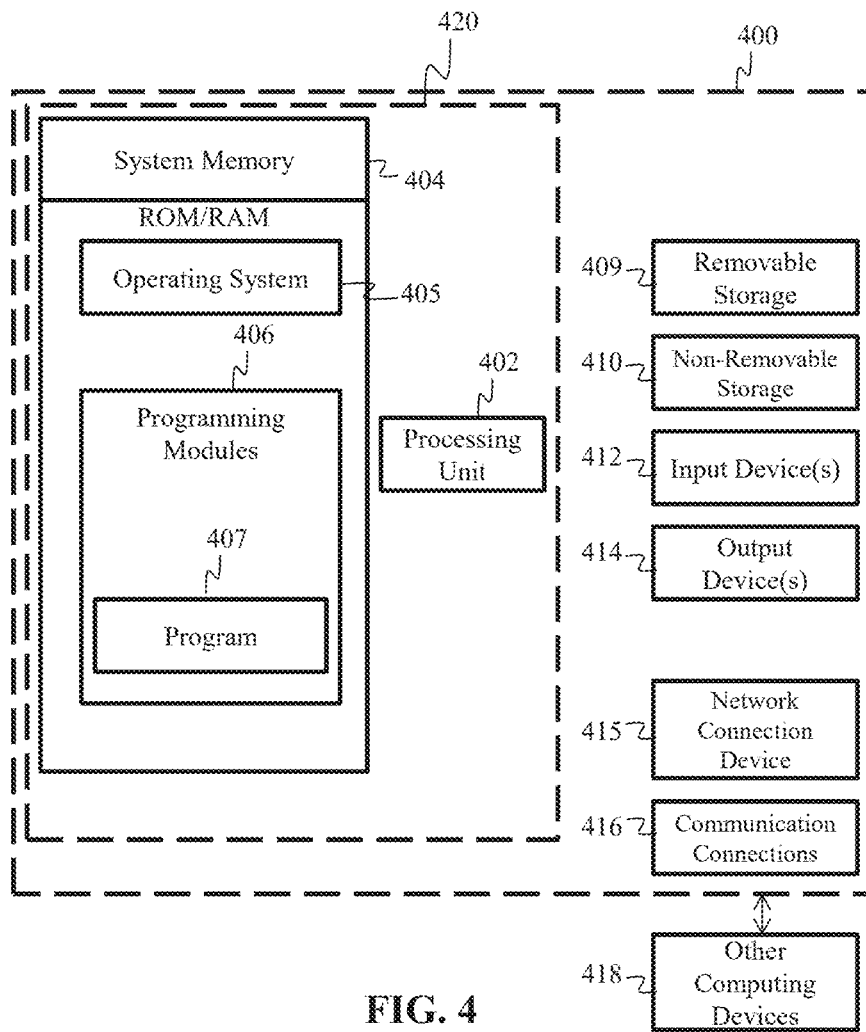 420
400
System Memory
404
ROM/RAM
Operating System
405
406
Programming
Modules
402
Processing
Unit
407
Program
409
Removable
Storage
410
Non-Removable
Storage
412
Input Device(s)
414
Output
Device(s)
415
Network
Connection
Device
416
Communication
Connections
418
Other
Computing
Devices
FIG. 4